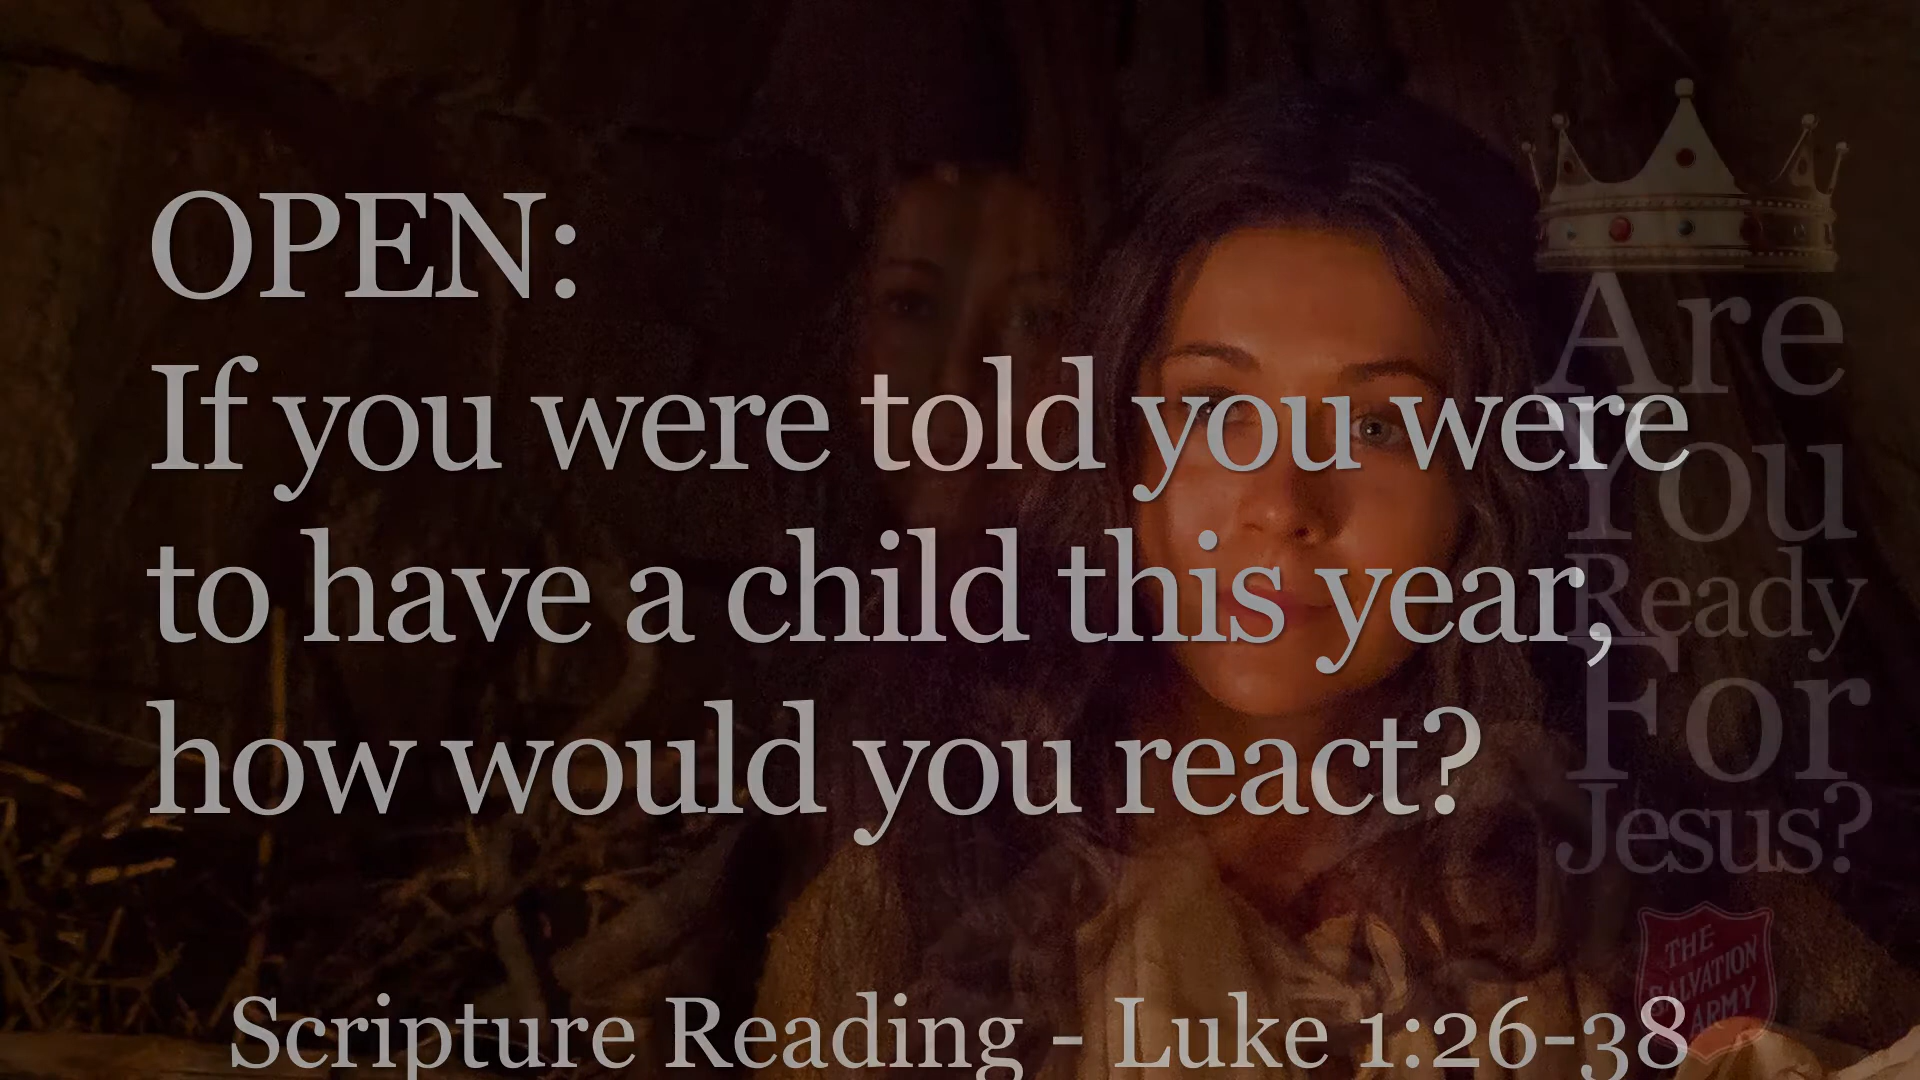 OPEN:
If you were told you were
to have a child this year,
how would you react?
Scripture Reading - Luke 1:26-38
Are
You
Ready
For
Jesus?
THE
SALVATION
ARMY